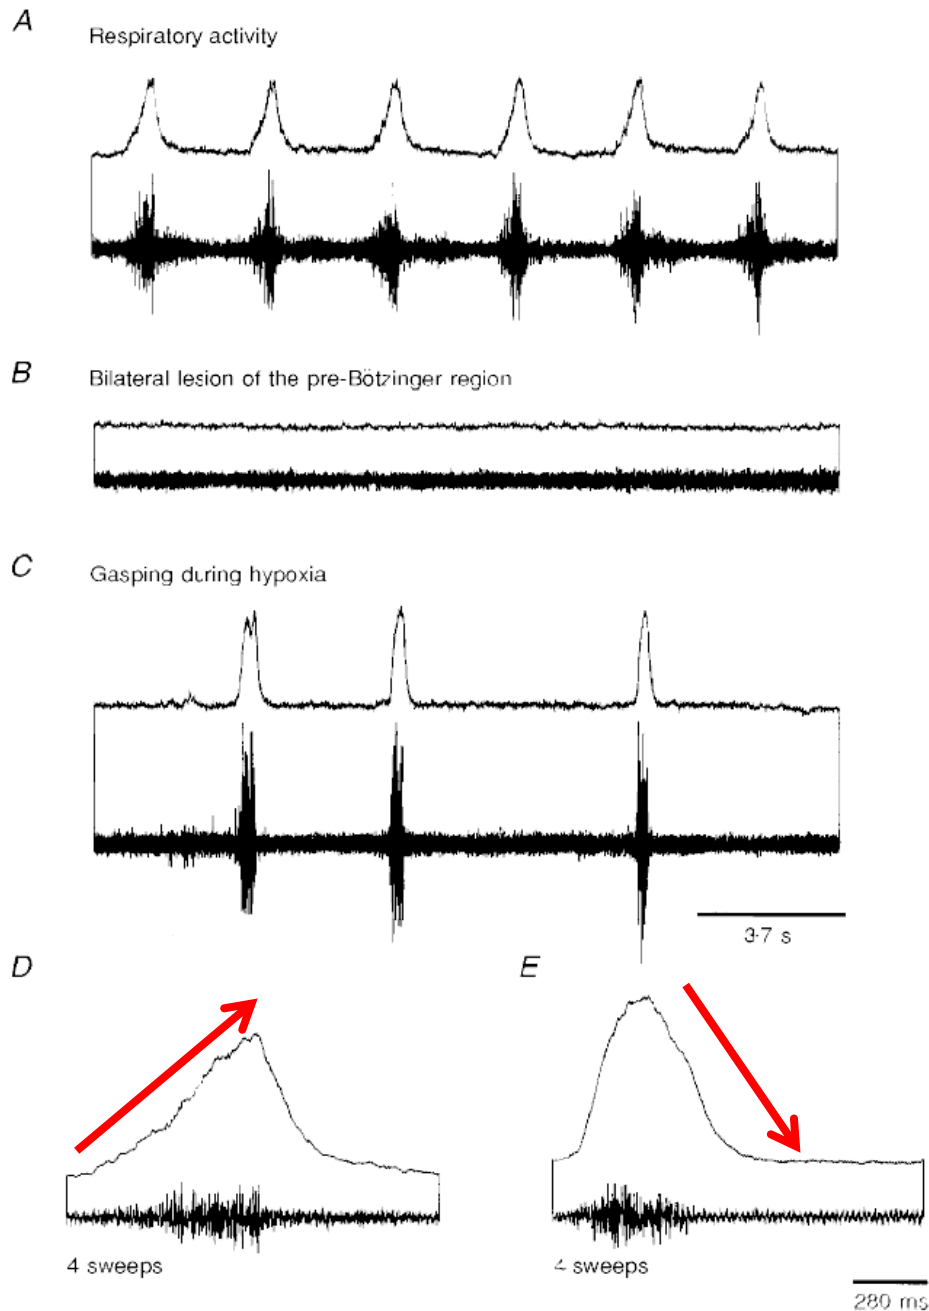 A
Respiratory activity
B
Bilateral lesion of the pre-Bötzinger region
C
Gasping during hypoxia
3·7 s
D
E
4 sweeps
4 sweeps
280 ms